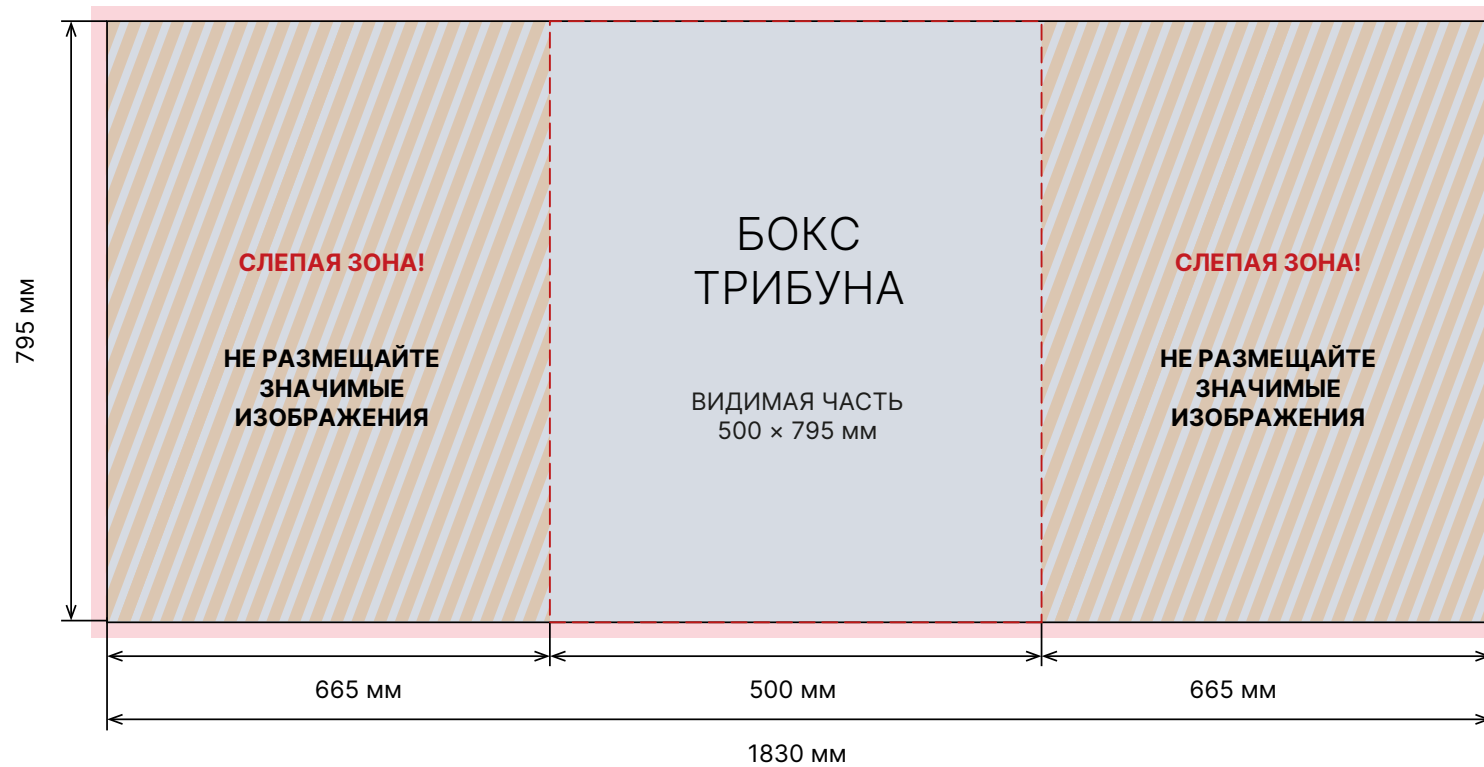 795 мм
СЛЕПАЯ ЗОНА!
НЕ РАЗМЕЩАЙТЕ
ЗНАЧИМЫЕ
ИЗОБРАЖЕНИЯ
БОКС
ТРИБУНА
ВИДИМАЯ ЧАСТЬ
500 × 795 мм
СЛЕПАЯ ЗОНА!
НЕ РАЗМЕЩАЙТЕ
ЗНАЧИМЫЕ
ИЗОБРАЖЕНИЯ
665 мм
500 мм
665 мм
1830 мм